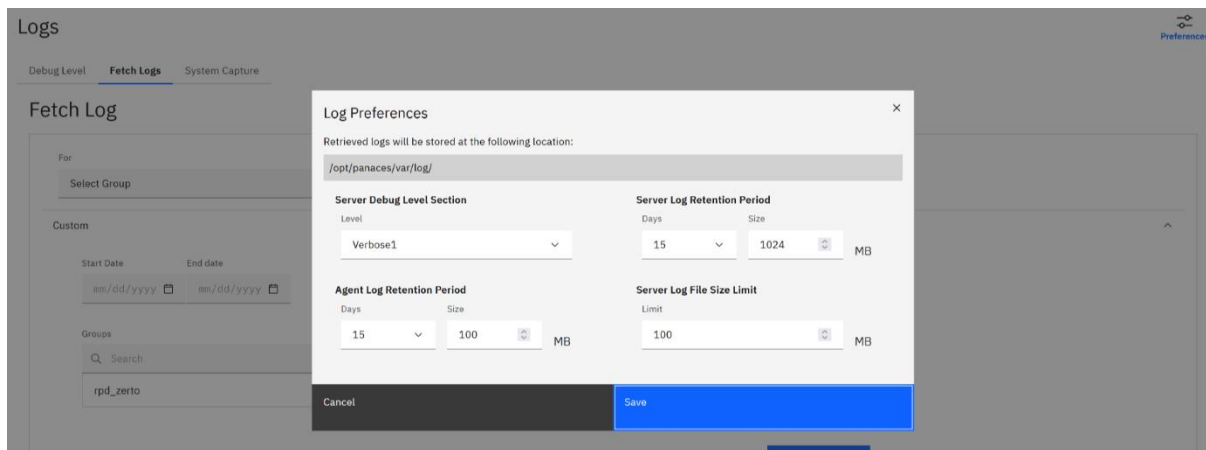 Logs
Preferences
Debug Level Fetch Logs System Capture
Fetch Log
For
Select Group
Custom
Start Date End date
mm/dd/yyyy mm/dd/yyyy
Groups
Search
rpd_zerto
Log Preferences
Retrieved logs will be stored at the following location:
/opt/panaces/var/log/
Server Debug Level Section Server Log Retention Period
Level Days Size
Verbose1 15 1024 MB
Agent Log Retention Period Server Log File Size Limit
Days Size Limit
15 100 MB 100 MB
Cancel Save